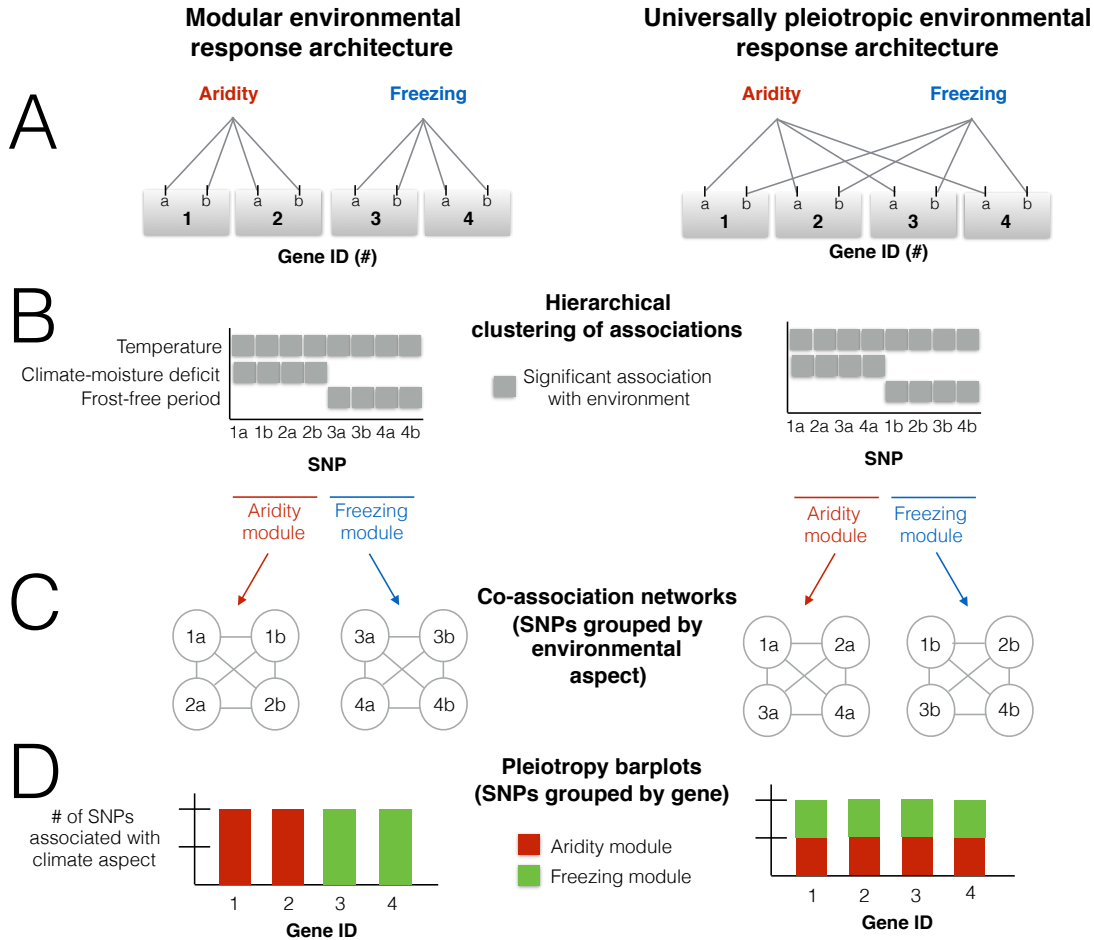 Modular environmental
response architecture
Universally pleiotropic environmental
response architecture
A
Aridity
Freezing
a b a b a b a b
1 2 3 4
Gene ID (#)
Aridity
Freezing
a b a b a b a b
1 2 3 4
Gene ID (#)
B
Hierarchical
clustering of associations
Significant association
with environment
Temperature
Climate-moisture deficit
Frost-free period
1a 1b 2a 2b 3a 3b 4a 4b
SNP
1a 2a 3a 4a 1b 2b 3b 4b
SNP
Aridity
module
Freezing
module
Aridity
module
Freezing
module
C
Co-association networks
(SNPs grouped by
environmental
aspect)
1a 1b
2a 2b
3a 3b
4a 4b
1a 2a
3a 4a
1b 2b
3b 4b
D
Pleiotropy barplots
(SNPs grouped by gene)
# of SNPs
associated with
climate aspect
Aridity module
Freezing module
1 2 3 4
Gene ID
1 2 3 4
Gene ID